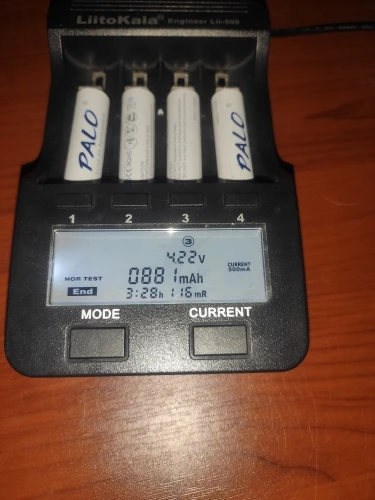 LiitoKala Engineer Lii-500
PALO
PALO
1 2 3 4
3
4.22V
CURRENT
500mA
NOR TEST
0881mAh
End
3:28h 116mR
MODE CURRENT